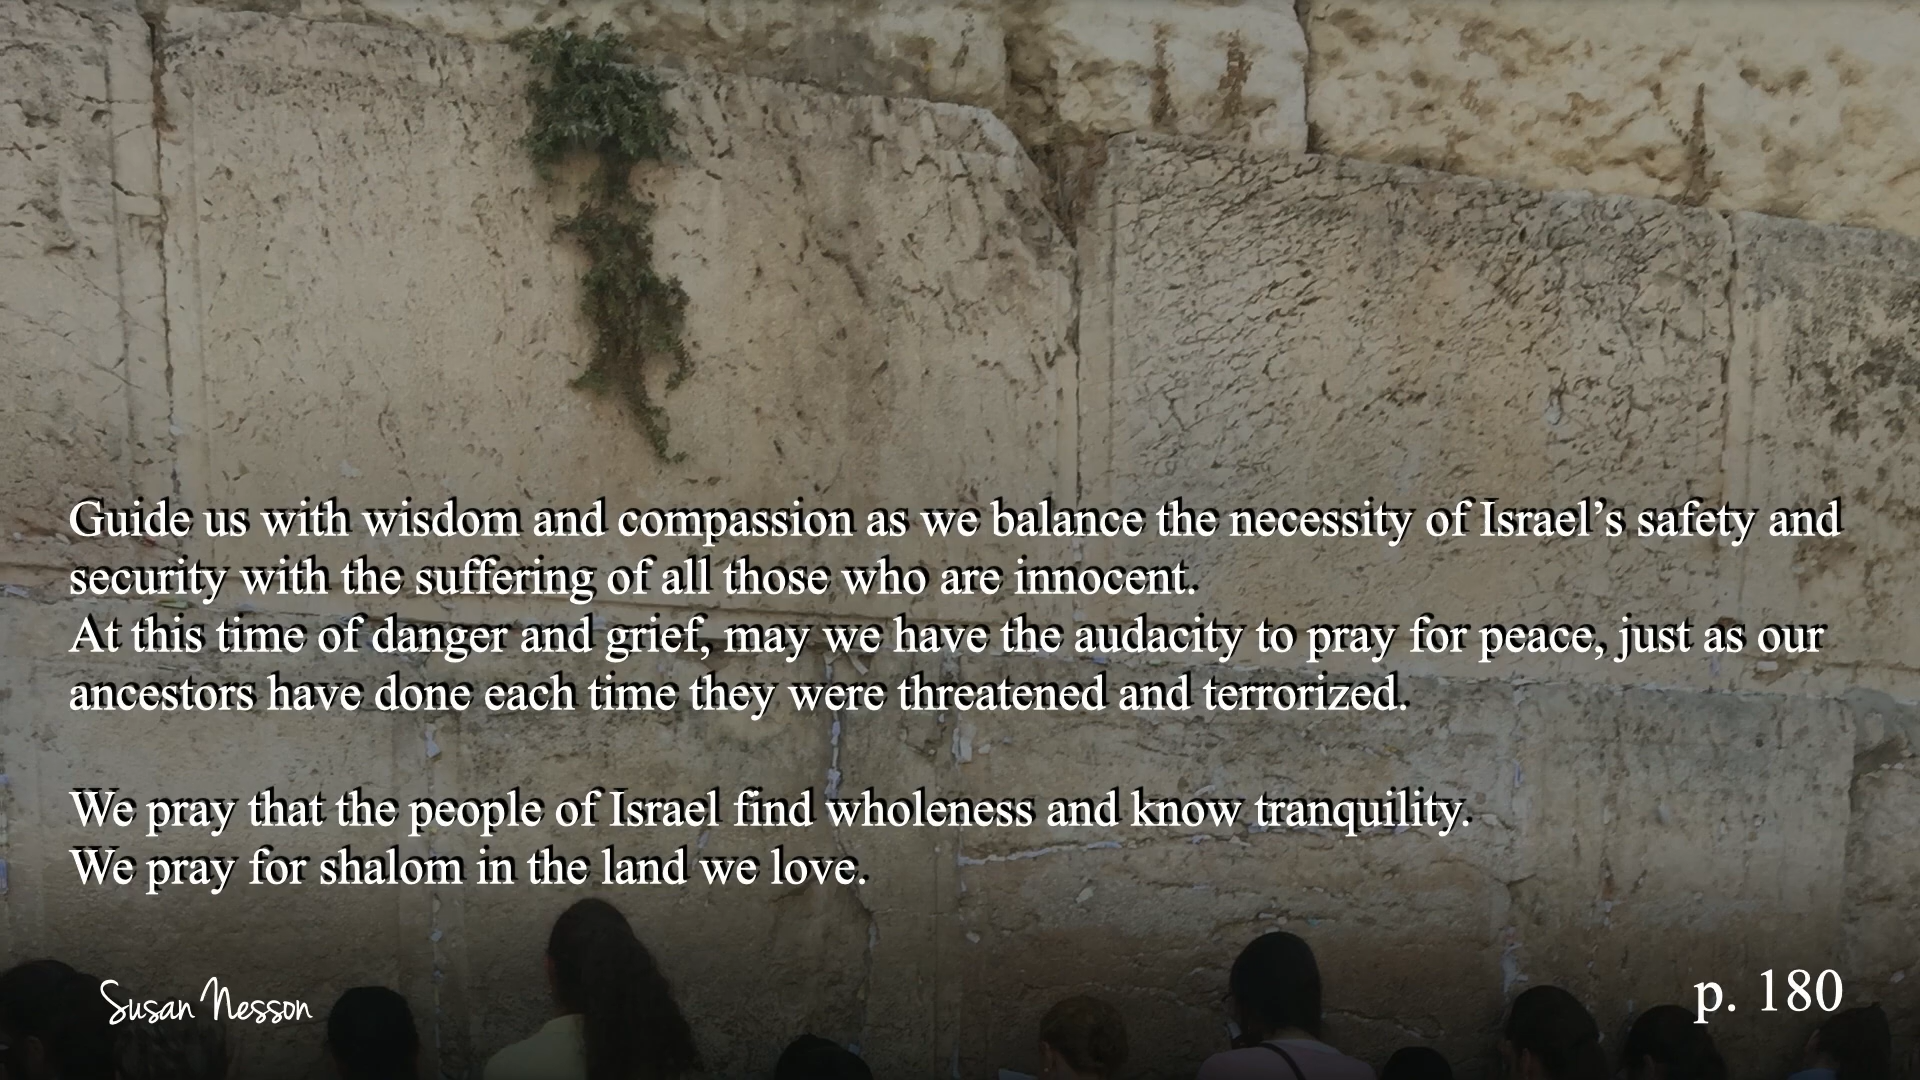 Guide us with wisdom and compassion as we balance the necessity of Israel’s safety and
security with the suffering of all those who are innocent.
At this time of danger and grief, may we have the audacity to pray for peace, just as our
ancestors have done each time they were threatened and terrorized.
We pray that the people of Israel find wholeness and know tranquility.
We pray for shalom in the land we love.
Susan Nesson
p. 180